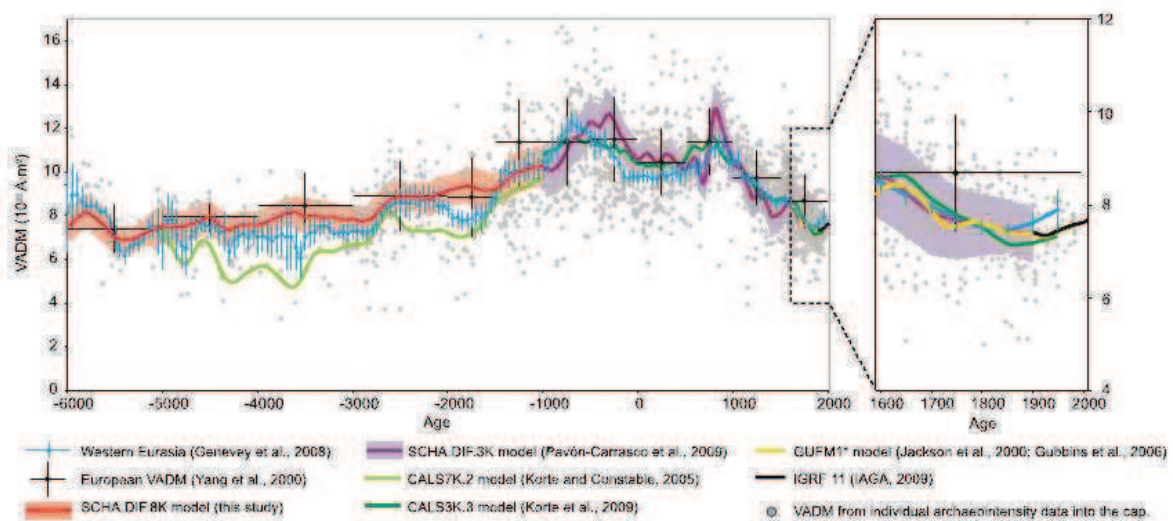 16
14
12
10
8
6
4
2
0
VADM (10²² A·m²)
-6000 -5000 -4000 -3000 -2000 -1000 0 1000 2000
Age
12
10
8
6
4
1600 1700 1800 1900 2000
Age
Western Eurasia (Genevey et al., 2008)
European VADM (Yang et al., 2000)
SCHA.DIF.8K model (this study)
SCHA.DIF.3K model (Pavón-Carrasco et al., 2009)
CALS7K.2 model (Korte and Constable, 2005)
CALS3K.3 model (Korte et al., 2009)
GUFM1* model (Jackson et al., 2000; Gubbins et al., 2006)
IGRF 11 (IAGA, 2009)
VADM from individual archaeointensity data into the cap.